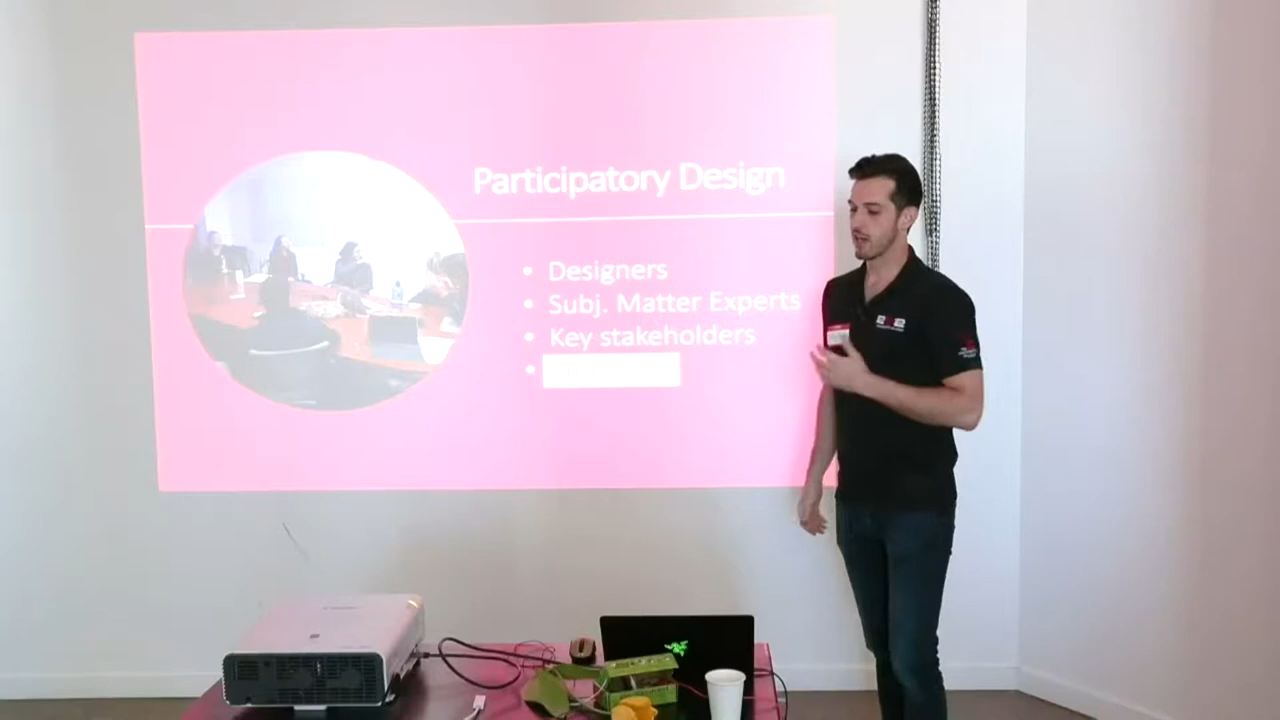 Participatory Design
• Designers
• Subj. Matter Experts
• Key stakeholders
•